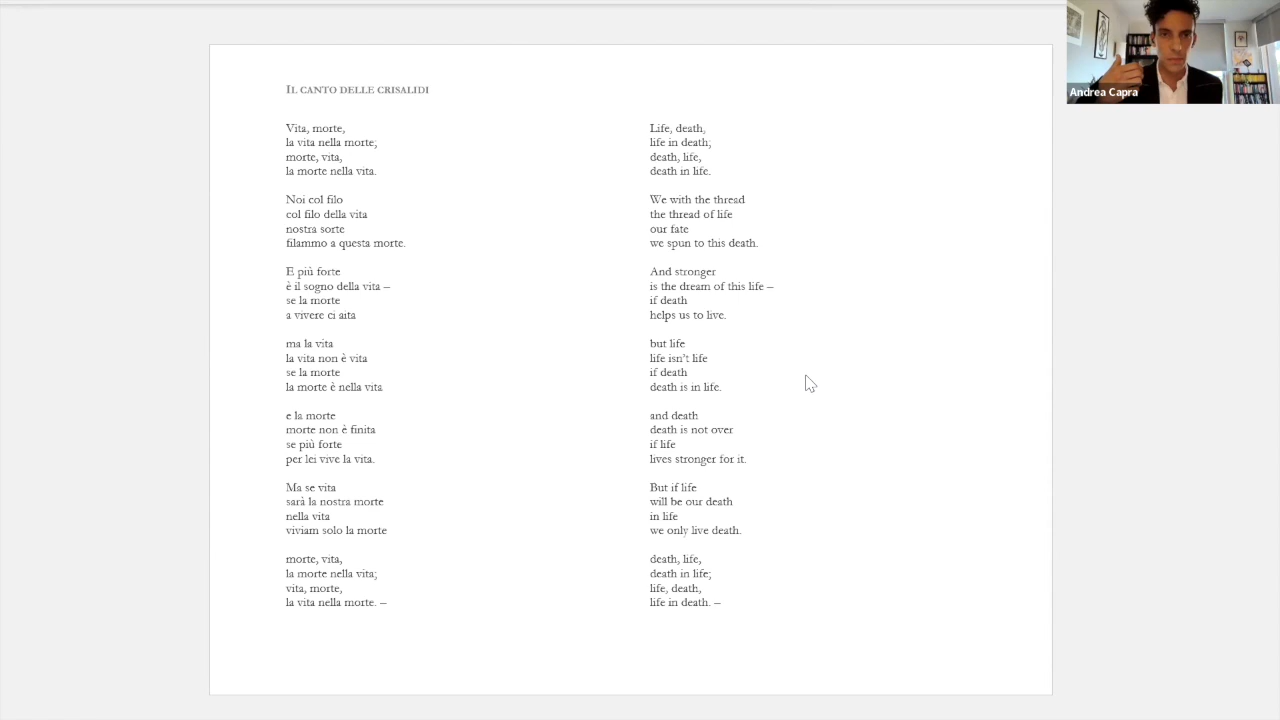 IL CANTO DELLE CRISALIDI
Vita, morte,
la vita nella morte;
morte, vita,
la morte nella vita.
Noi col filo
col filo della vita
nostra sorte
filammo a questa morte.
E più forte
è il sogno della vita –
se la morte
a vivere ci aita
ma la vita
la vita non è vita
se la morte
la morte è nella vita
e la morte
morte non è finita
se più forte
per lei vive la vita.
Ma se vita
sarà la nostra morte
nella vita
viviam solo la morte
morte, vita,
la morte nella vita;
vita, morte,
la vita nella morte. –
Life, death,
life in death;
death, life,
death in life.
We with the thread
the thread of life
our fate
we spun to this death.
And stronger
is the dream of this life –
if death
helps us to live.
but life
life isn't life
if death
death is in life.
and death
death is not over
if life
lives stronger for it.
But if life
will be our death
in life
we only live death.
death, life,
death in life;
life, death,
life in death. –
Andrea Capra